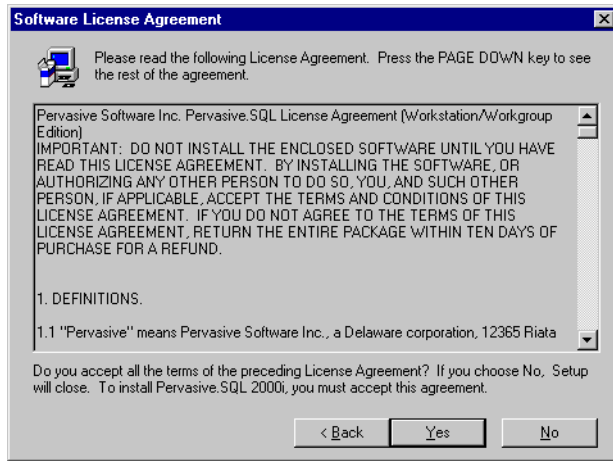 Software License Agreement
Please read the following License Agreement. Press the PAGE DOWN key to see
the rest of the agreement.
Pervasive Software Inc. Pervasive.SQL License Agreement (Workstation/Workgroup
Edition)
IMPORTANT: DO NOT INSTALL THE ENCLOSED SOFTWARE UNTIL YOU HAVE
READ THIS LICENSE AGREEMENT. BY INSTALLING THE SOFTWARE, OR
AUTHORIZING ANY OTHER PERSON TO DO SO, YOU, AND SUCH OTHER
PERSON, IF APPLICABLE, ACCEPT THE TERMS AND CONDITIONS OF THIS
LICENSE AGREEMENT. IF YOU DO NOT AGREE TO THE TERMS OF THIS
LICENSE AGREEMENT, RETURN THE ENTIRE PACKAGE WITHIN TEN DAYS OF
PURCHASE FOR A REFUND.
1. DEFINITIONS.
1.1 "Pervasive" means Pervasive Software Inc., a Delaware corporation, 12365 Riata
Do you accept all the terms of the preceding License Agreement? If you choose No, Setup
will close. To install Pervasive.SQL 2000i, you must accept this agreement.
< Back Yes No